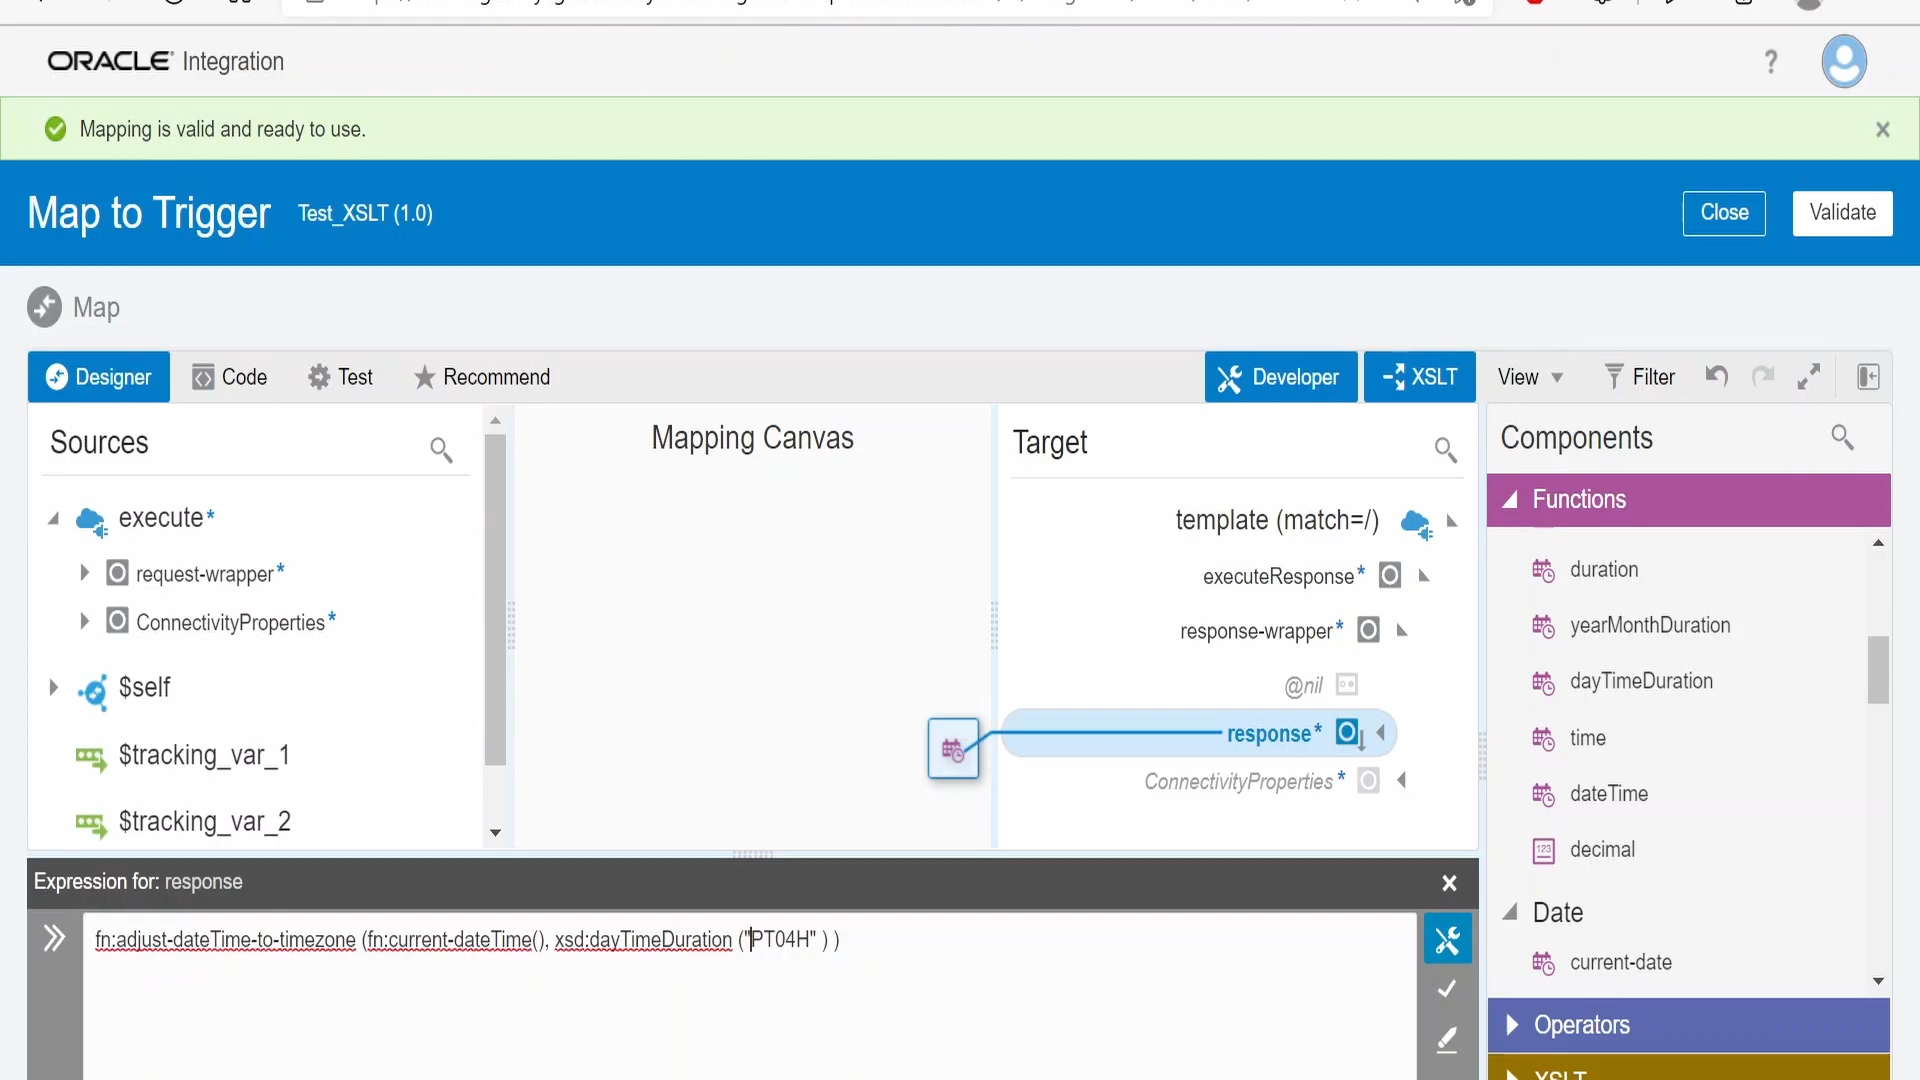 ORACLE Integration
?
Mapping is valid and ready to use.
Map to Trigger Test_XSLT (1.0)
Close
Validate
Map
Designer
Code
Test
Recommend
Developer
XSLT
View
Filter
Sources
Mapping Canvas
Target
Components
Functions
execute*
request-wrapper*
ConnectivityProperties*
$self
$tracking_var_1
$tracking_var_2
template (match=/)
executeResponse*
response-wrapper*
@nil
response*
ConnectivityProperties*
duration
yearMonthDuration
dayTimeDuration
time
dateTime
123 decimal
Date
current-date
Operators
XSLT
Expression for: response
fn:adjust-dateTime-to-timezone (fn:current-dateTime(), xsd:dayTimeDuration ("PT04H" ) )